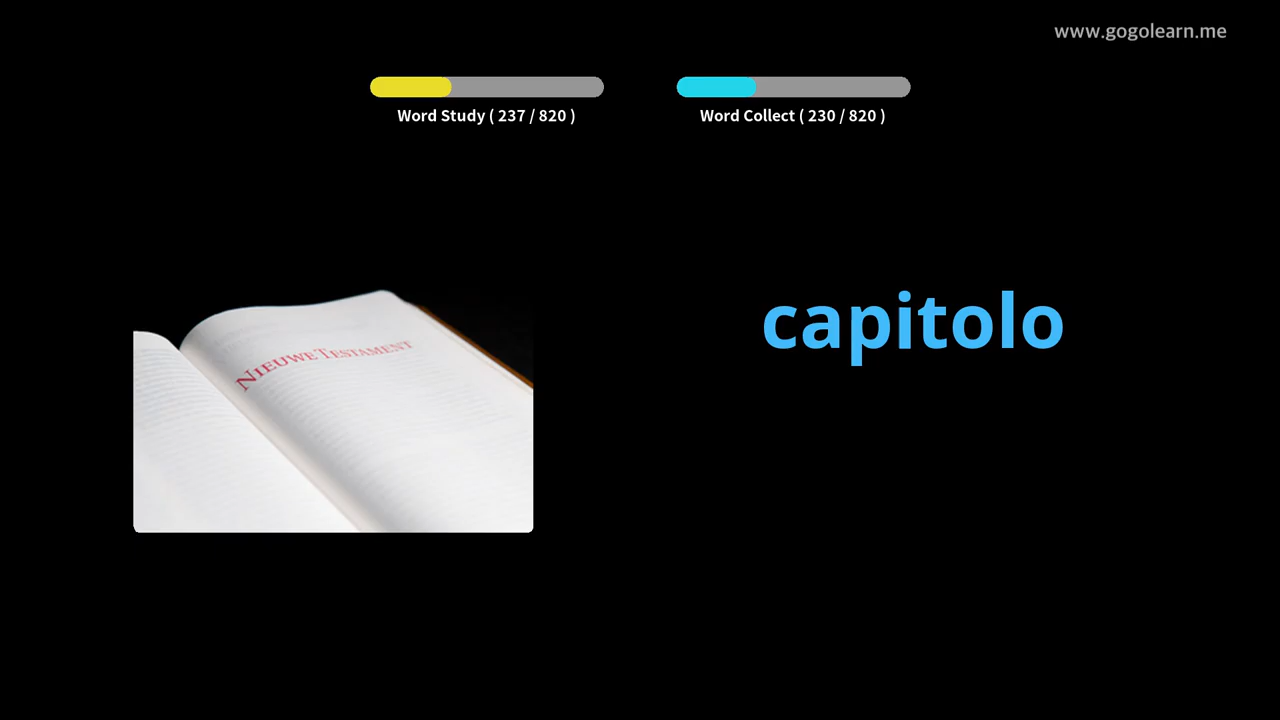 www.gogolearn.me
Word Study ( 237 / 820 )
Word Collect ( 230 / 820 )
capitolo
NIEUWE TESTAMENT